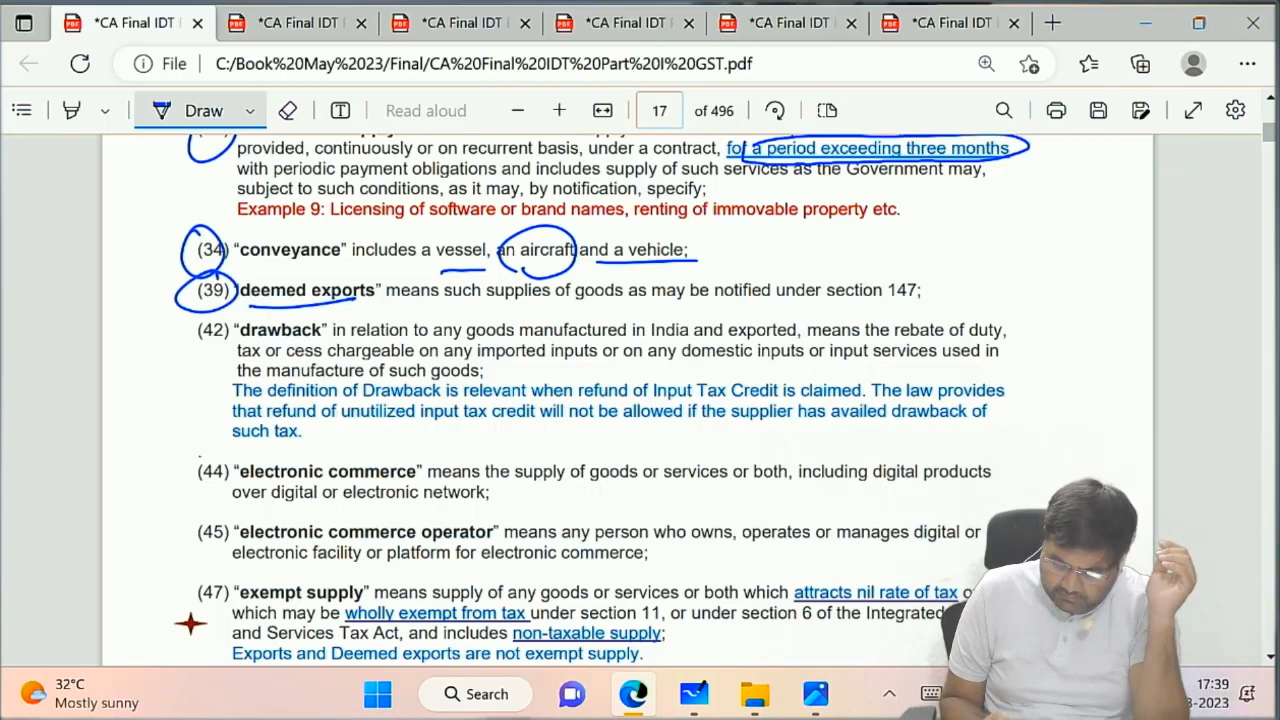 *CA Final IDT
*CA Final IDT
*CA Final IDT
*CA Final IDT
*CA Final IDT
*CA Final IDT
File
C:/Book%20May%202023/Final/CA%20Final%20IDT%20Part%20I%20GST.pdf
Draw
Read aloud
17
of 496
provided, continuously or on recurrent basis, under a contract, for a period exceeding three months
with periodic payment obligations and includes supply of such services as the Government may,
subject to such conditions, as it may, by notification, specify;
Example 9: Licensing of software or brand names, renting of immovable property etc.
(34) “conveyance” includes a vessel, an aircraft and a vehicle;
(39) “deemed exports” means such supplies of goods as may be notified under section 147;
(42) “drawback” in relation to any goods manufactured in India and exported, means the rebate of duty,
tax or cess chargeable on any imported inputs or on any domestic inputs or input services used in
the manufacture of such goods;
The definition of Drawback is relevant when refund of Input Tax Credit is claimed. The law provides
that refund of unutilized input tax credit will not be allowed if the supplier has availed drawback of
such tax.
(44) “electronic commerce” means the supply of goods or services or both, including digital products
over digital or electronic network;
(45) “electronic commerce operator” means any person who owns, operates or manages digital or
electronic facility or platform for electronic commerce;
(47) “exempt supply” means supply of any goods or services or both which attracts nil rate of tax
which may be wholly exempt from tax under section 11, or under section 6 of the Integrated
and Services Tax Act, and includes non-taxable supply;
Exports and Deemed exports are not exempt supply.
32°C
Mostly sunny
Search
17:39
-2023